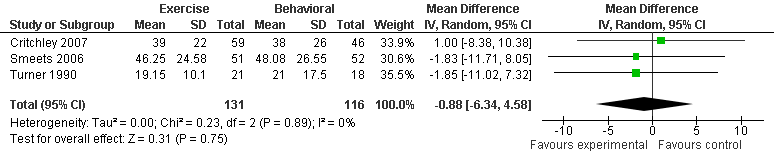 Exercise Behavioral Mean Difference Mean Difference
Study or Subgroup Mean SD Total Mean SD Total Weight IV, Random, 95% CI IV, Random, 95% CI
Critchley 2007 39 22 59 38 26 46 33.9% 1.00 [-8.38, 10.38]
Smeets 2006 46.25 24.58 51 48.08 26.55 52 30.6% -1.83 [-11.71, 8.05]
Turner 1990 19.15 10.1 21 21 17.5 18 35.5% -1.85 [-11.02, 7.32]
Total (95% CI) 131 116 100.0% -0.88 [-6.34, 4.58]
Heterogeneity: Tau² = 0.00; Chi² = 0.23, df = 2 (P = 0.89); I² = 0%
Test for overall effect: Z = 0.31 (P = 0.75)
-10 -5 0 5 10
Favours experimental Favours control